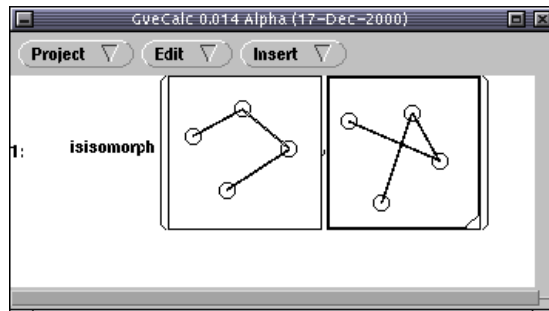 GveCalc 0.014 Alpha (17-Dec-2000)
Project Edit Insert
1: isisomorph ( , )